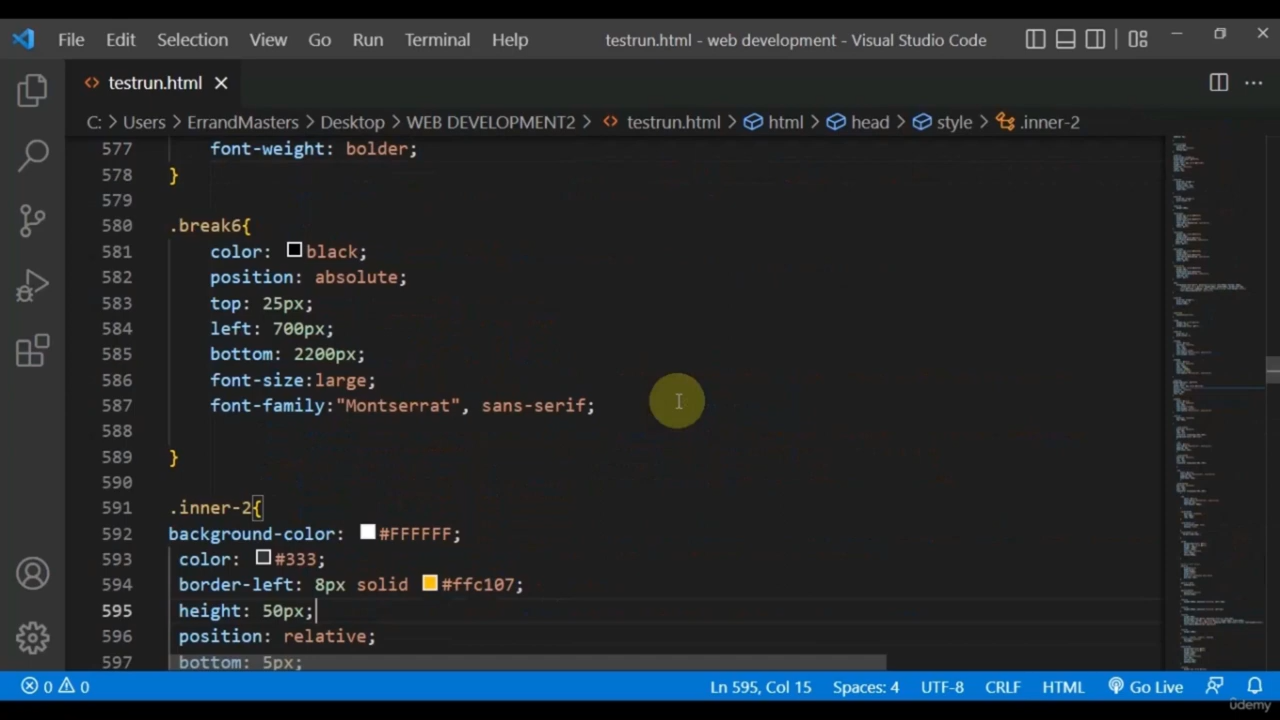 File Edit Selection View Go Run Terminal Help testrun.html - web development - Visual Studio Code
testrun.html
C: > Users > ErrandMasters > Desktop > WEB DEVELOPMENT2 > testrun.html > html > head > style > .inner-2
577 font-weight: bolder;
578 }
579
580 .break6{
581 color: black;
582 position: absolute;
583 top: 25px;
584 left: 700px;
585 bottom: 2200px;
586 font-size:large;
587 font-family:"Montserrat", sans-serif;
588
589 }
590
591 .inner-2{
592 background-color: #FFFFFF;
593 color: #333;
594 border-left: 8px solid #ffc107;
595 height: 50px;
596 position: relative;
597 bottom: 5px;
0 0 Ln 595, Col 15 Spaces: 4 UTF-8 CRLF HTML Go Live
ûdemy